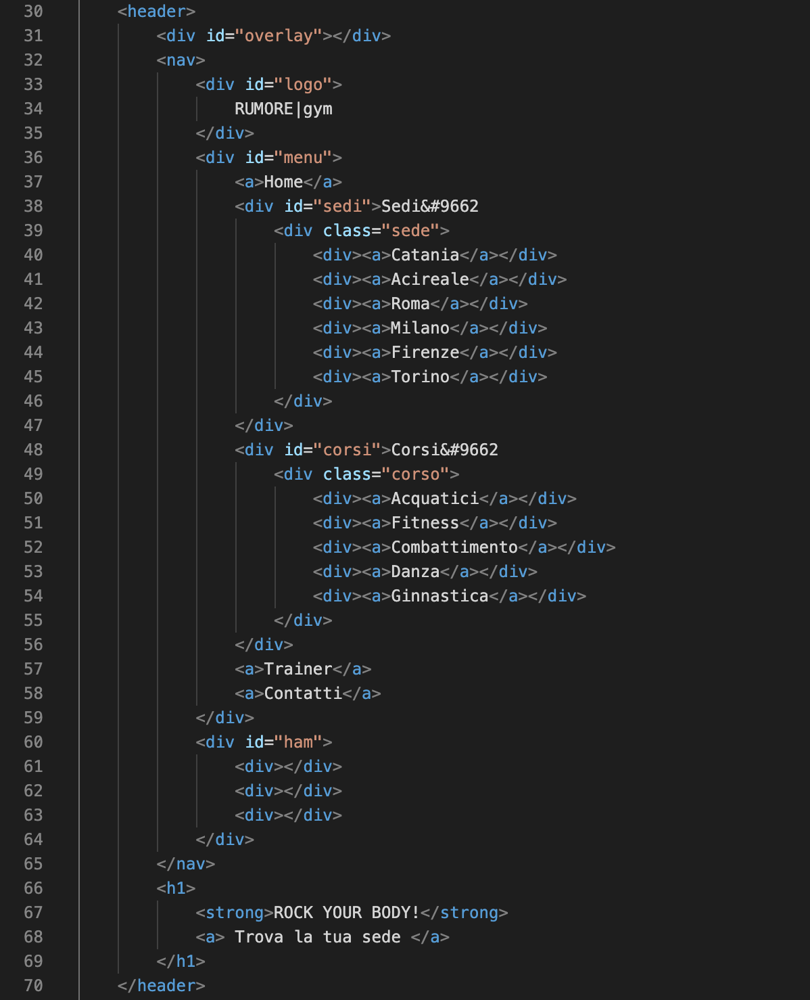 30 <header>
31 <div id="overlay"></div>
32 <nav>
33 <div id="logo">
34 RUMORE|gym
35 </div>
36 <div id="menu">
37 <a>Home</a>
38 <div id="sedi">Sedi&#9662
39 <div class="sede">
40 <div><a>Catania</a></div>
41 <div><a>Acireale</a></div>
42 <div><a>Roma</a></div>
43 <div><a>Milano</a></div>
44 <div><a>Firenze</a></div>
45 <div><a>Torino</a></div>
46 </div>
47 </div>
48 <div id="corsi">Corsi&#9662
49 <div class="corso">
50 <div><a>Acquatici</a></div>
51 <div><a>Fitness</a></div>
52 <div><a>Combattimento</a></div>
53 <div><a>Danza</a></div>
54 <div><a>Ginnastica</a></div>
55 </div>
56 </div>
57 <a>Trainer</a>
58 <a>Contatti</a>
59 </div>
60 <div id="ham">
61 <div></div>
62 <div></div>
63 <div></div>
64 </div>
65 </nav>
66 <h1>
67 <strong>ROCK YOUR BODY!</strong>
68 <a> Trova la tua sede </a>
69 </h1>
70 </header>